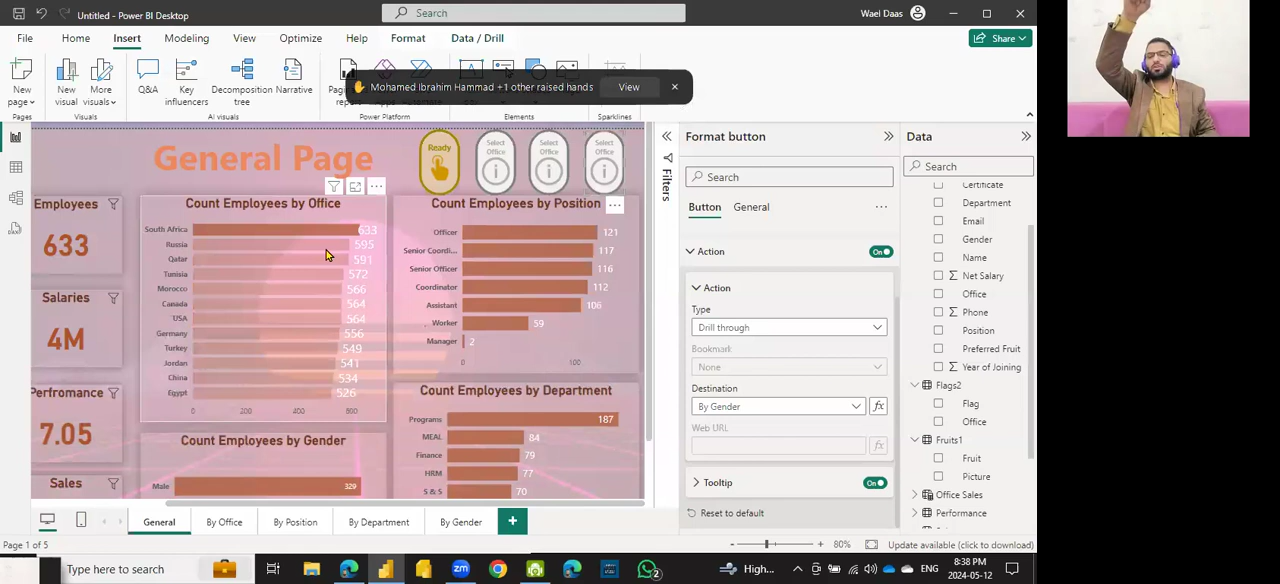 Untitled - Power BI Desktop
Search
Wael Daas
File
Home
Insert
Modeling
View
Optimize
Help
Format
Data / Drill
Share
New page
New visual
More visuals
Q&A
Key influencers
Decomposition tree
Narrative
Mohamed Ibrahim Hammad +1 other raised hands
View
Pages
Visuals
AI visuals
Power Platform
Elements
Sparklines
General Page
Ready
Select Office
Select Office
Select Office
Employees
633
Salaries
4M
Perfromance
7.05
Sales
Count Employees by Office
South Africa 633
Russia 595
Qatar 591
Tunisia 572
Morocco 566
Canada 564
USA 564
Germany 556
Turkey 549
Jordan 541
China 534
Egypt 526
0 200 400 600
Count Employees by Gender
Male 329
Count Employees by Position
Officer 121
Senior Coordi... 117
Senior Officer 116
Coordinator 112
Assistant 106
Worker 59
Manager 2
0 100
Count Employees by Department
Programs 187
MEAL 84
Finance 79
HRM 77
S & S 70
Filters
Format button
Search
Button
General
Action
On
Action
Type
Drill through
Bookmark
None
Destination
By Gender
fx
Web URL
fx
Tooltip
On
Reset to default
Data
Search
Certificate
Department
Email
Gender
Name
Net Salary
Office
Phone
Position
Preferred Fruit
Year of Joining
Flags2
Flag
Office
Fruits1
Fruit
Picture
Office Sales
Performance
General
By Office
By Position
By Department
By Gender
Page 1 of 5
80%
Update available (click to download)
Type here to search
2
High...
ENG
8:38 PM
2024-05-12